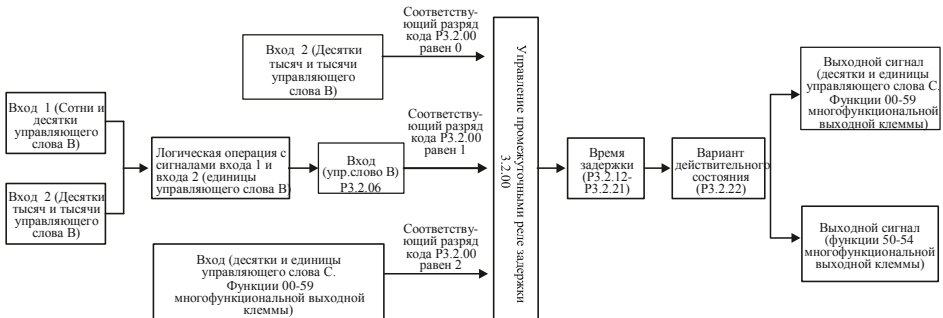 Соответству-
ющий разряд
кода P3.2.00
равен 0
Вход 2 (Десятки
тысяч и тысячи
управляющего
слова B)
Вход 1 (Сотни и
десятки
управляющего
слова B)
Вход 2 (Десятки
тысяч и тысячи
управляющего
слова B)
Логическая операция с
сигналами входа 1 и
входа 2 (единицы
управляющего слова B)
Соответству-
ющий разряд
кода P3.2.00
равен 1
Вход
(упр.слово B)
P3.2.06
Вход (десятки и единицы
управляющего слова С.
Функции 00-59
многофункциональной выходной
клеммы)
Соответству-
ющий разряд
кода P3.2.00
равен 2
Управление промежуточными реле задержки
3.2.00
Время
задержки
(P3.2.12-
P3.2.21)
Вариант
действительного
состояния
(P3.2.22)
Выходной сигнал
(десятки и единицы
управляющего слова С.
Функции 00-59
многофункциональной
выходной клеммы)
Выходной сигнал
(функции 50-54
многофункциональной
выходной клеммы)